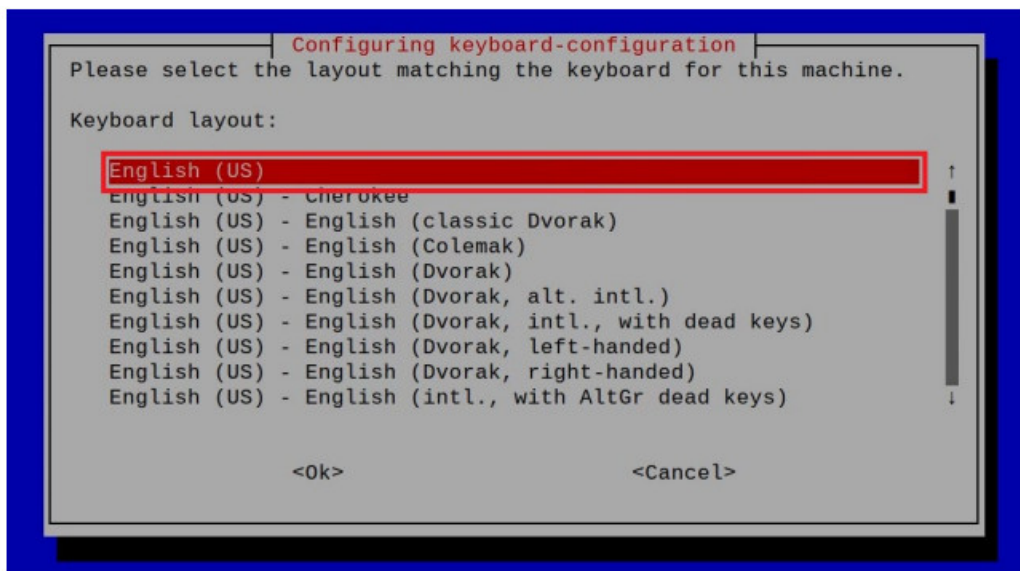 Configuring keyboard-configuration
Please select the layout matching the keyboard for this machine.
Keyboard layout:
English (US)
English (US) - Cherokee
English (US) - English (classic Dvorak)
English (US) - English (Colemak)
English (US) - English (Dvorak)
English (US) - English (Dvorak, alt. intl.)
English (US) - English (Dvorak, intl., with dead keys)
English (US) - English (Dvorak, left-handed)
English (US) - English (Dvorak, right-handed)
English (US) - English (intl., with AltGr dead keys)
<Ok> <Cancel>